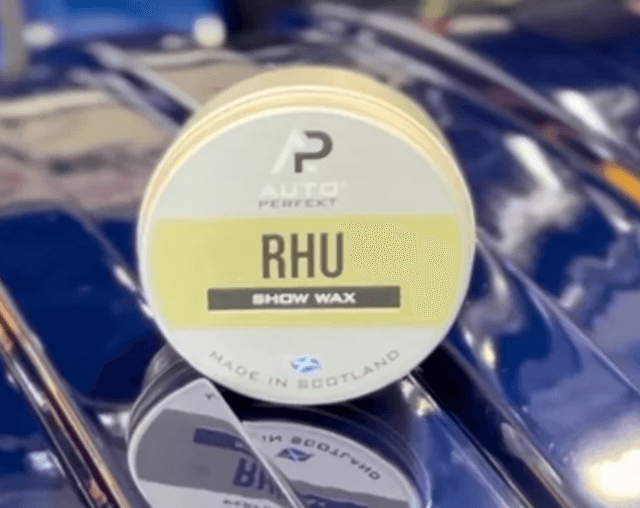 AP
AUTO
PERFEKT
RHU
SHOW WAX
MADE IN SCOTLAND